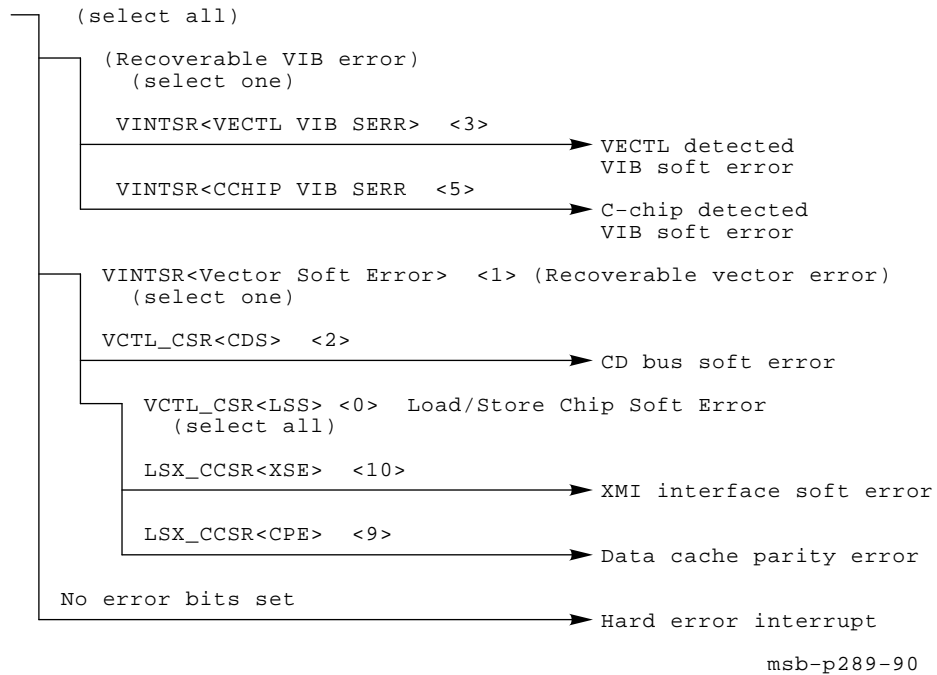 (select all)
(Recoverable VIB error)
(select one)
VINTSR<VECTL VIB SERR> <3>
VECTL detected
VIB soft error
VINTSR<CCHIP VIB SERR <5>
C-chip detected
VIB soft error
VINTSR<Vector Soft Error> <1> (Recoverable vector error)
(select one)
VCTL_CSR<CDS> <2>
CD bus soft error
VCTL_CSR<LSS> <0> Load/Store Chip Soft Error
(select all)
LSX_CCSR<XSE> <10>
XMI interface soft error
LSX_CCSR<CPE> <9>
Data cache parity error
No error bits set
Hard error interrupt
msb-p289-90